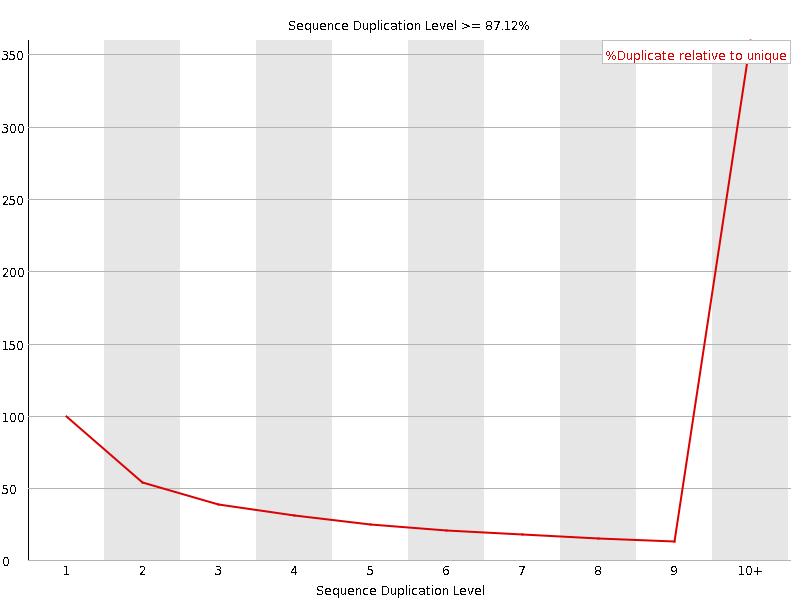 Sequence Duplication Level >= 87.12%
%Duplicate relative to unique
350
300
250
200
150
100
50
0
1 2 3 4 5 6 7 8 9 10+
Sequence Duplication Level